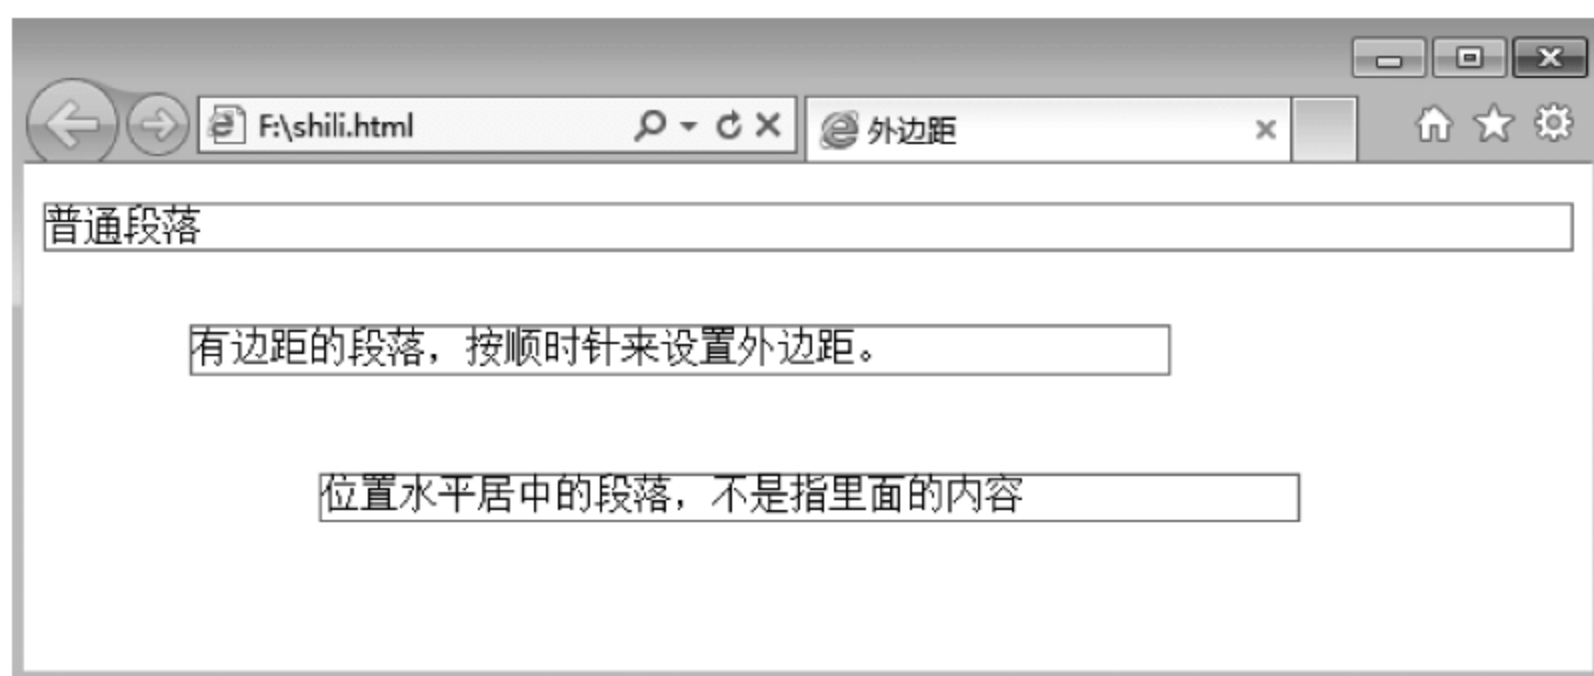 F:\shili.html
外边距
普通段落
有边距的段落，按顺时针来设置外边距。
位置水平居中的段落，不是指里面的内容